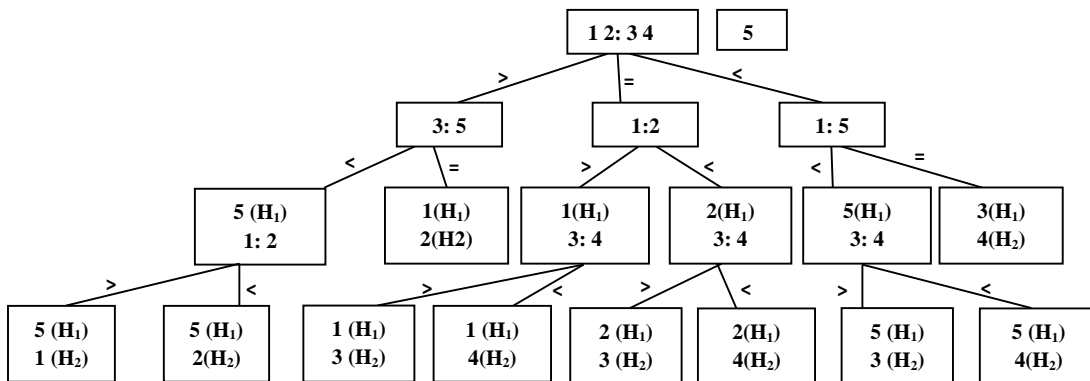 1 2: 3 4
5
> = <
3: 5
1:2
1: 5
< = > < < =
5 (H₁)
1: 2
1(H₁)
2(H2)
1(H₁)
3: 4
2(H₁)
3: 4
5(H₁)
3: 4
3(H₁)
4(H₂)
> < > < > < > <
5 (H₁)
1 (H₂)
5 (H₁)
2(H₂)
1 (H₁)
3 (H₂)
1 (H₁)
4(H₂)
2 (H₁)
3 (H₂)
2(H₁)
4(H₂)
5 (H₁)
3 (H₂)
5 (H₁)
4(H₂)